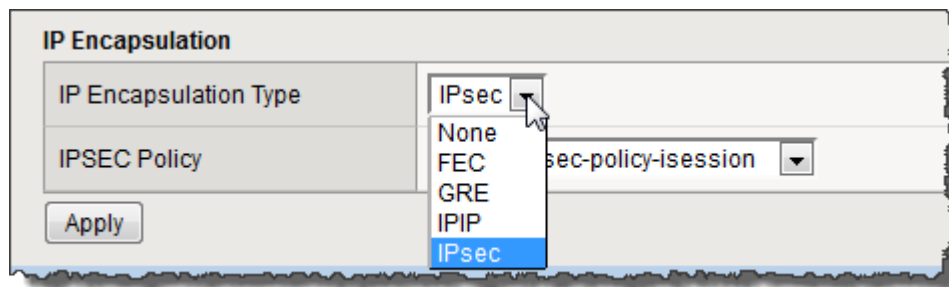 IP Encapsulation
IP Encapsulation Type IPsec
None
IPSEC Policy sec-policy-isession
FEC
GRE
IPIP
Apply
IPsec